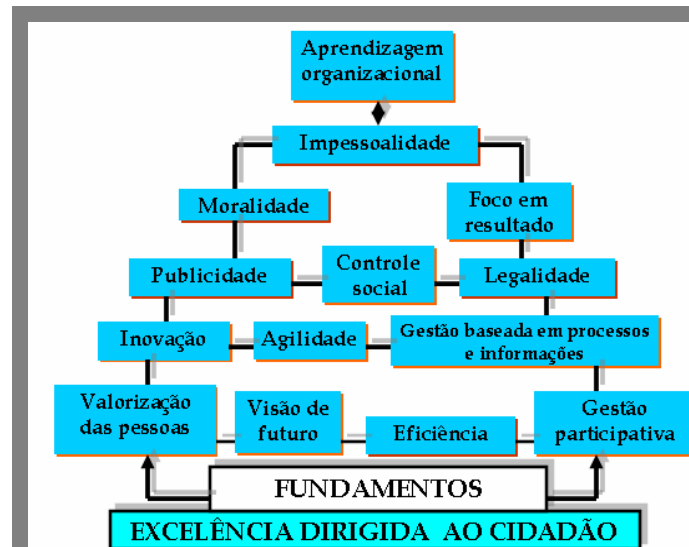 Aprendizagem
organizacional
Impessoalidade
Moralidade
Foco em
resultado
Publicidade
Controle
social
Legalidade
Inovação
Agilidade
Gestão baseada em processos
e informações
Valorização
das pessoas
Visão de
futuro
Eficiência
Gestão
participativa
FUNDAMENTOS
EXCELÊNCIA DIRIGIDA AO CIDADÃO